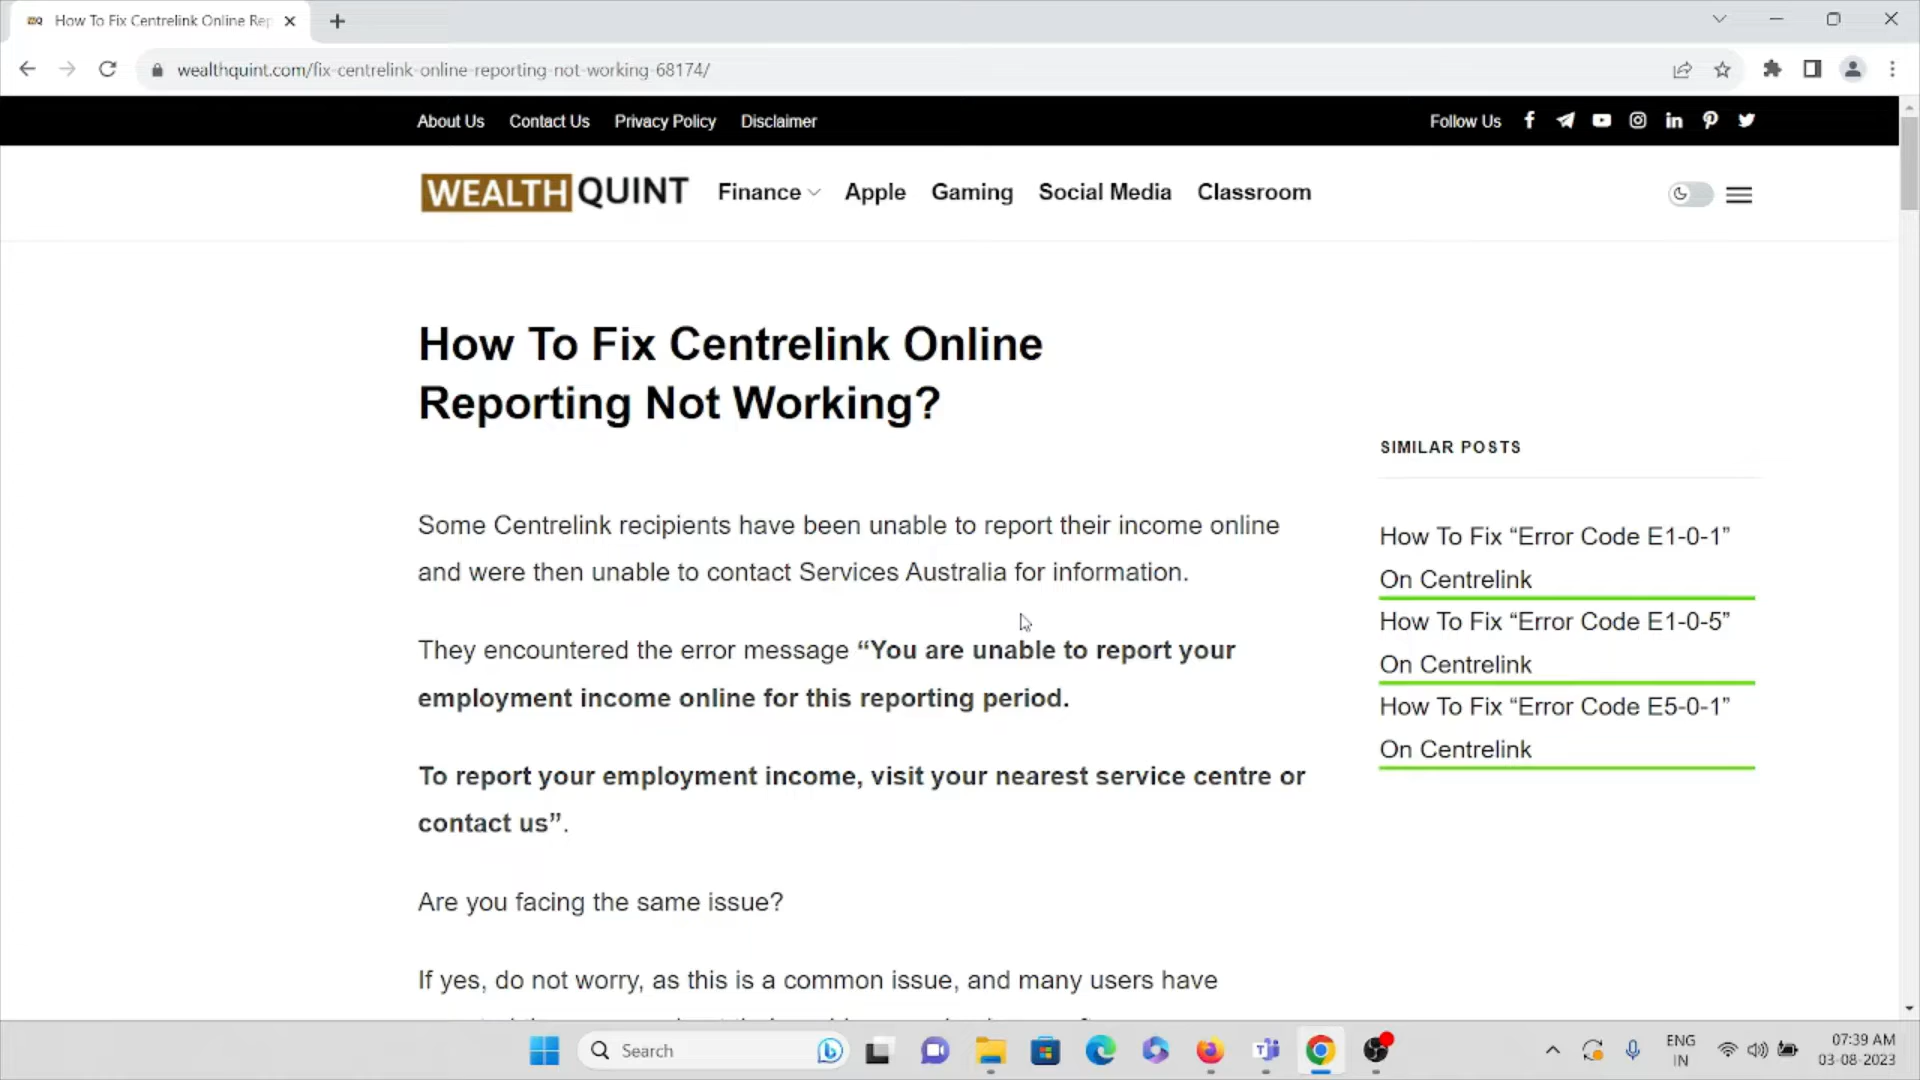 How To Fix Centrelink Online Rep
wealthquint.com/fix-centrelink-online-reporting-not-working-68174/
About Us Contact Us Privacy Policy Disclaimer
Follow Us
WEALTH QUINT
Finance Apple Gaming Social Media Classroom
How To Fix Centrelink Online
Reporting Not Working?
Some Centrelink recipients have been unable to report their income online
and were then unable to contact Services Australia for information.
They encountered the error message “You are unable to report your
employment income online for this reporting period.
To report your employment income, visit your nearest service centre or
contact us”.
Are you facing the same issue?
If yes, do not worry, as this is a common issue, and many users have
SIMILAR POSTS
How To Fix “Error Code E1-0-1”
On Centrelink
How To Fix “Error Code E1-0-5”
On Centrelink
How To Fix “Error Code E5-0-1”
On Centrelink
Search
ENG
IN
07:39 AM
03-08-2023